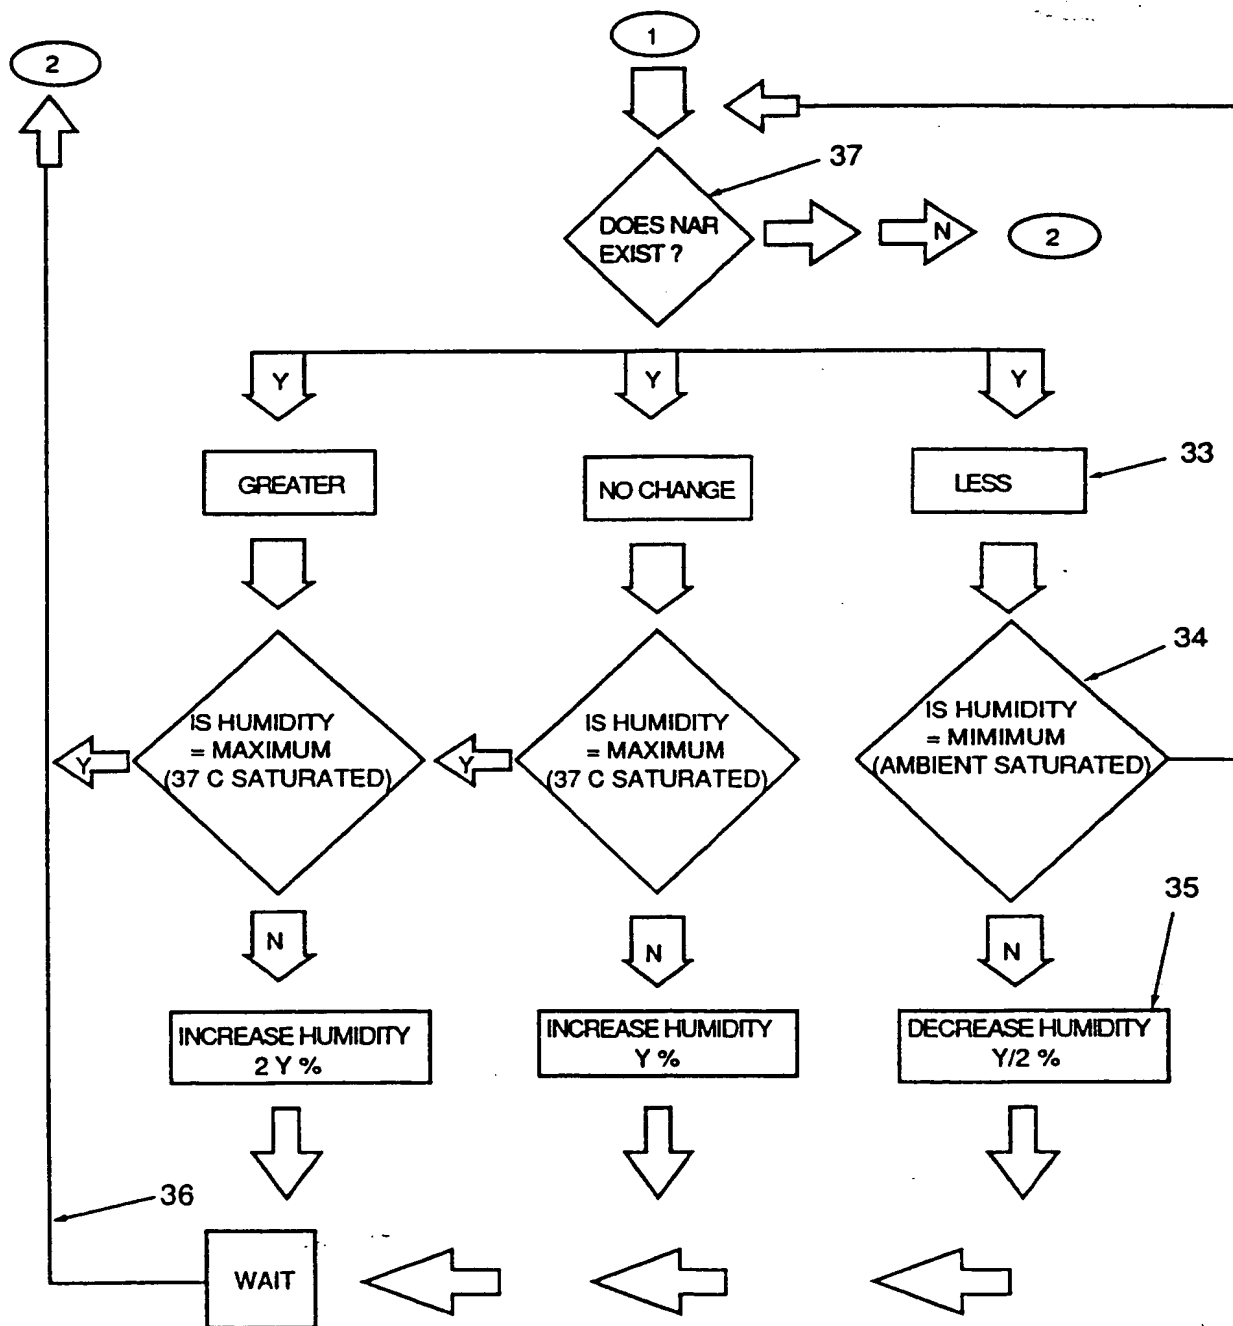 1
2
37
DOES NAR
EXIST ?
N
2
Y
Y
Y
GREATER
NO CHANGE
LESS
33
34
IS HUMIDITY
= MAXIMUM
(37 C SATURATED)
Y
IS HUMIDITY
= MAXIMUM
(37 C SATURATED)
Y
IS HUMIDITY
= MIMIMUM
(AMBIENT SATURATED)
35
N
N
N
INCREASE HUMIDITY
2 Y %
INCREASE HUMIDITY
Y %
DECREASE HUMIDITY
Y/2 %
36
WAIT